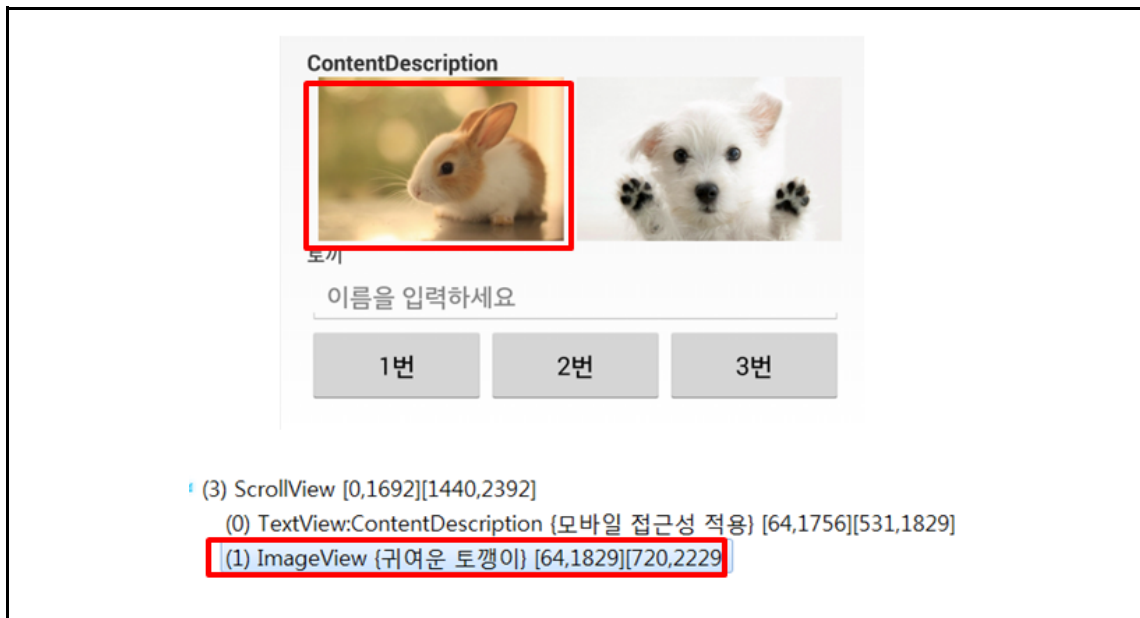 ContentDescription
토끼
이름을 입력하세요
1번 2번 3번
(3) ScrollView [0,1692][1440,2392]
(0) TextView:ContentDescription {모바일 접근성 적용} [64,1756][531,1829]
(1) ImageView {귀여운 토깽이} [64,1829][720,2229